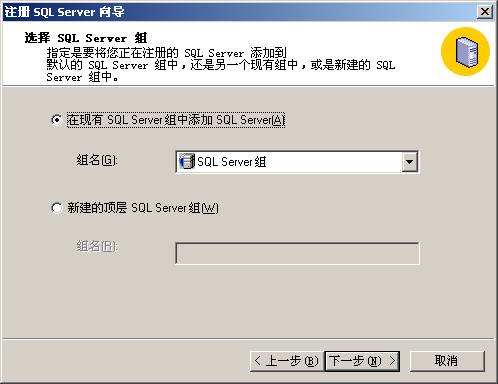 注册 SQL Server 向导
选择 SQL Server 组
指定是要将您正在注册的 SQL Server 添加到
默认的 SQL Server 组中，还是另一个现有组中，或是新建的 SQL
Server 组中。
在现有 SQL Server 组中添加 SQL Server(A)
组名(G):
SQL Server 组
新建的顶层 SQL Server 组(W)
组名(R):
< 上一步(B)
下一步(N) >
取消